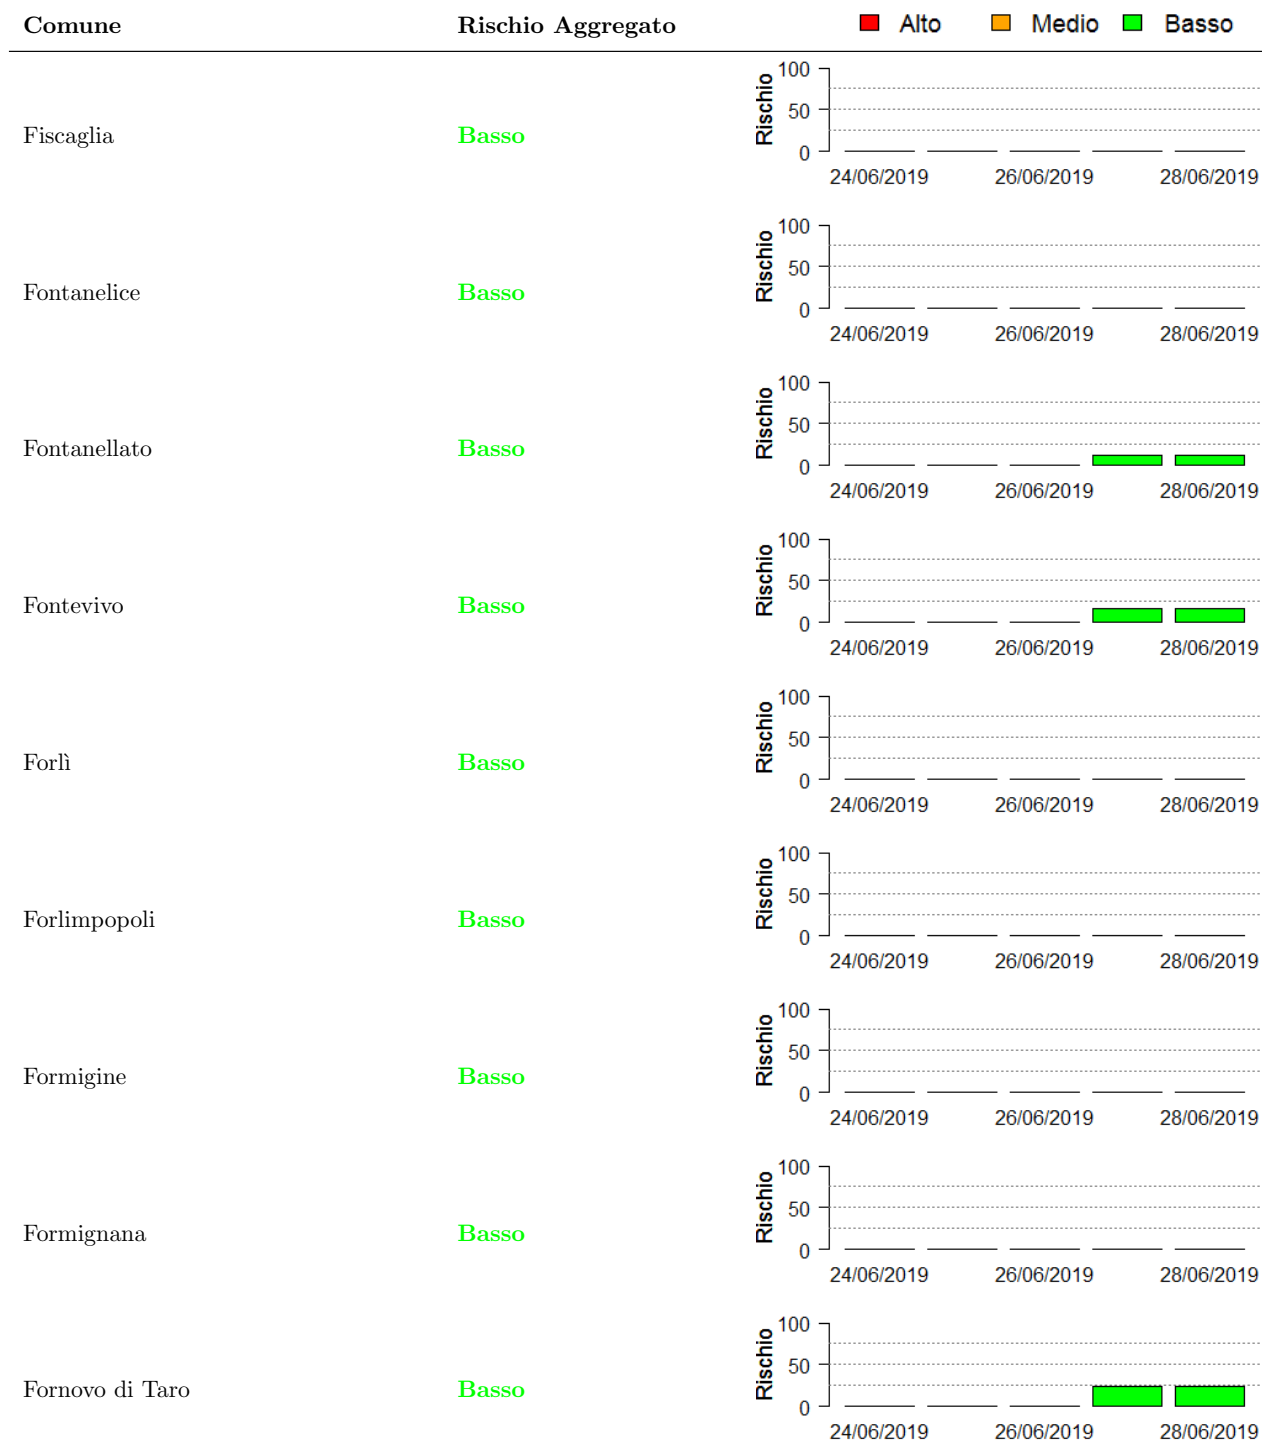 Comune Rischio Aggregato Alto Medio Basso
100
50
0
Rischio
Fiscaglia Basso
24/06/2019 26/06/2019 28/06/2019
100
50
0
Rischio
Fontanelice Basso
24/06/2019 26/06/2019 28/06/2019
100
50
0
Rischio
Fontanellato Basso
24/06/2019 26/06/2019 28/06/2019
100
50
0
Rischio
Fontevivo Basso
24/06/2019 26/06/2019 28/06/2019
100
50
0
Rischio
Forlì Basso
24/06/2019 26/06/2019 28/06/2019
100
50
0
Rischio
Forlimpopoli Basso
24/06/2019 26/06/2019 28/06/2019
100
50
0
Rischio
Formigine Basso
24/06/2019 26/06/2019 28/06/2019
100
50
0
Rischio
Formignana Basso
24/06/2019 26/06/2019 28/06/2019
100
50
0
Rischio
Fornovo di Taro Basso
24/06/2019 26/06/2019 28/06/2019